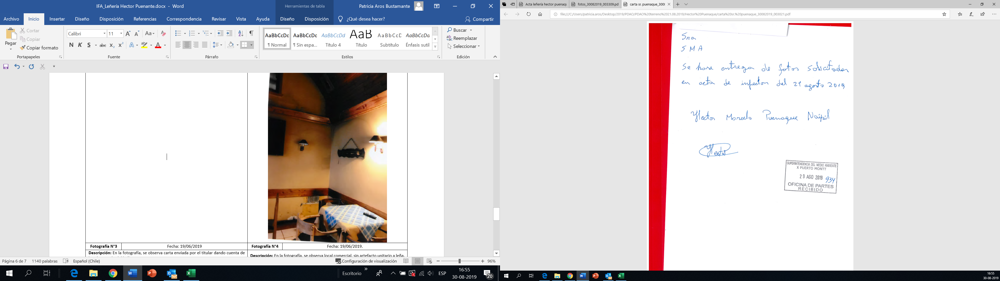 IFA_Leñería Hector Puenante.docx - Word
Herramientas de tabla
Patricia Aros Bustamante
Archivo Inicio Insertar Diseño Disposición Referencias Correspondencia Revisar Vista Ayuda Diseño Disposición ¿Qué desea hacer? Compartir
Pegar
Cortar
Copiar
Copiar formato
Portapapeles
Calibri 11
N K S abc x2 x2
Fuente
Párrafo
AaBbCcDc AaBbCcDc AaBbCcDd AaB AaBbCcD AaBbCcDa
¶ Normal ¶ Sin espa... Título 4 Título Subtítulo Énfasis sutil
Estilos
Buscar
Reemplazar
Seleccionar
Edición
Fotografía N°3 Fecha: 19/06/2019 Fotografía N°4 Fecha: 19/06/2019.
Descripción: En la fotografía, se observa carta enviada por el titular dando cuenta de
Descripción: En la fotografía, se observa local comercial, sin artefacto unitario a leña.
Página 6 de 7 1140 palabras Español (Chile) Configuración de visualización 96%
Escritorio ESP 16:55
30-08-2019 20
Acta leñería hector puenaqu fotos_30082019_003309.pd carta sr. puenaque_3008
file:///C:/Users/patricia.aros/Desktop/2019/PDAO/PDAO%20terreno%2021.08.2019/Hector%20Puenaque/carta%20sr.%20puenaque_30082019_003021.pdf
Sra
SMA
Se hase entrega de fotos solicitadas
en acta de infection del 21 agosto 2019
Hector Marcelo Puenaque Naipil
Hector
SUPERINTENDENCIA DEL MEDIO AMBIENTE
X PUERTO MONTT
29 AGO 2019 934
OFICINA DE PARTES
RECIBIDO
16:55
30-08-2019